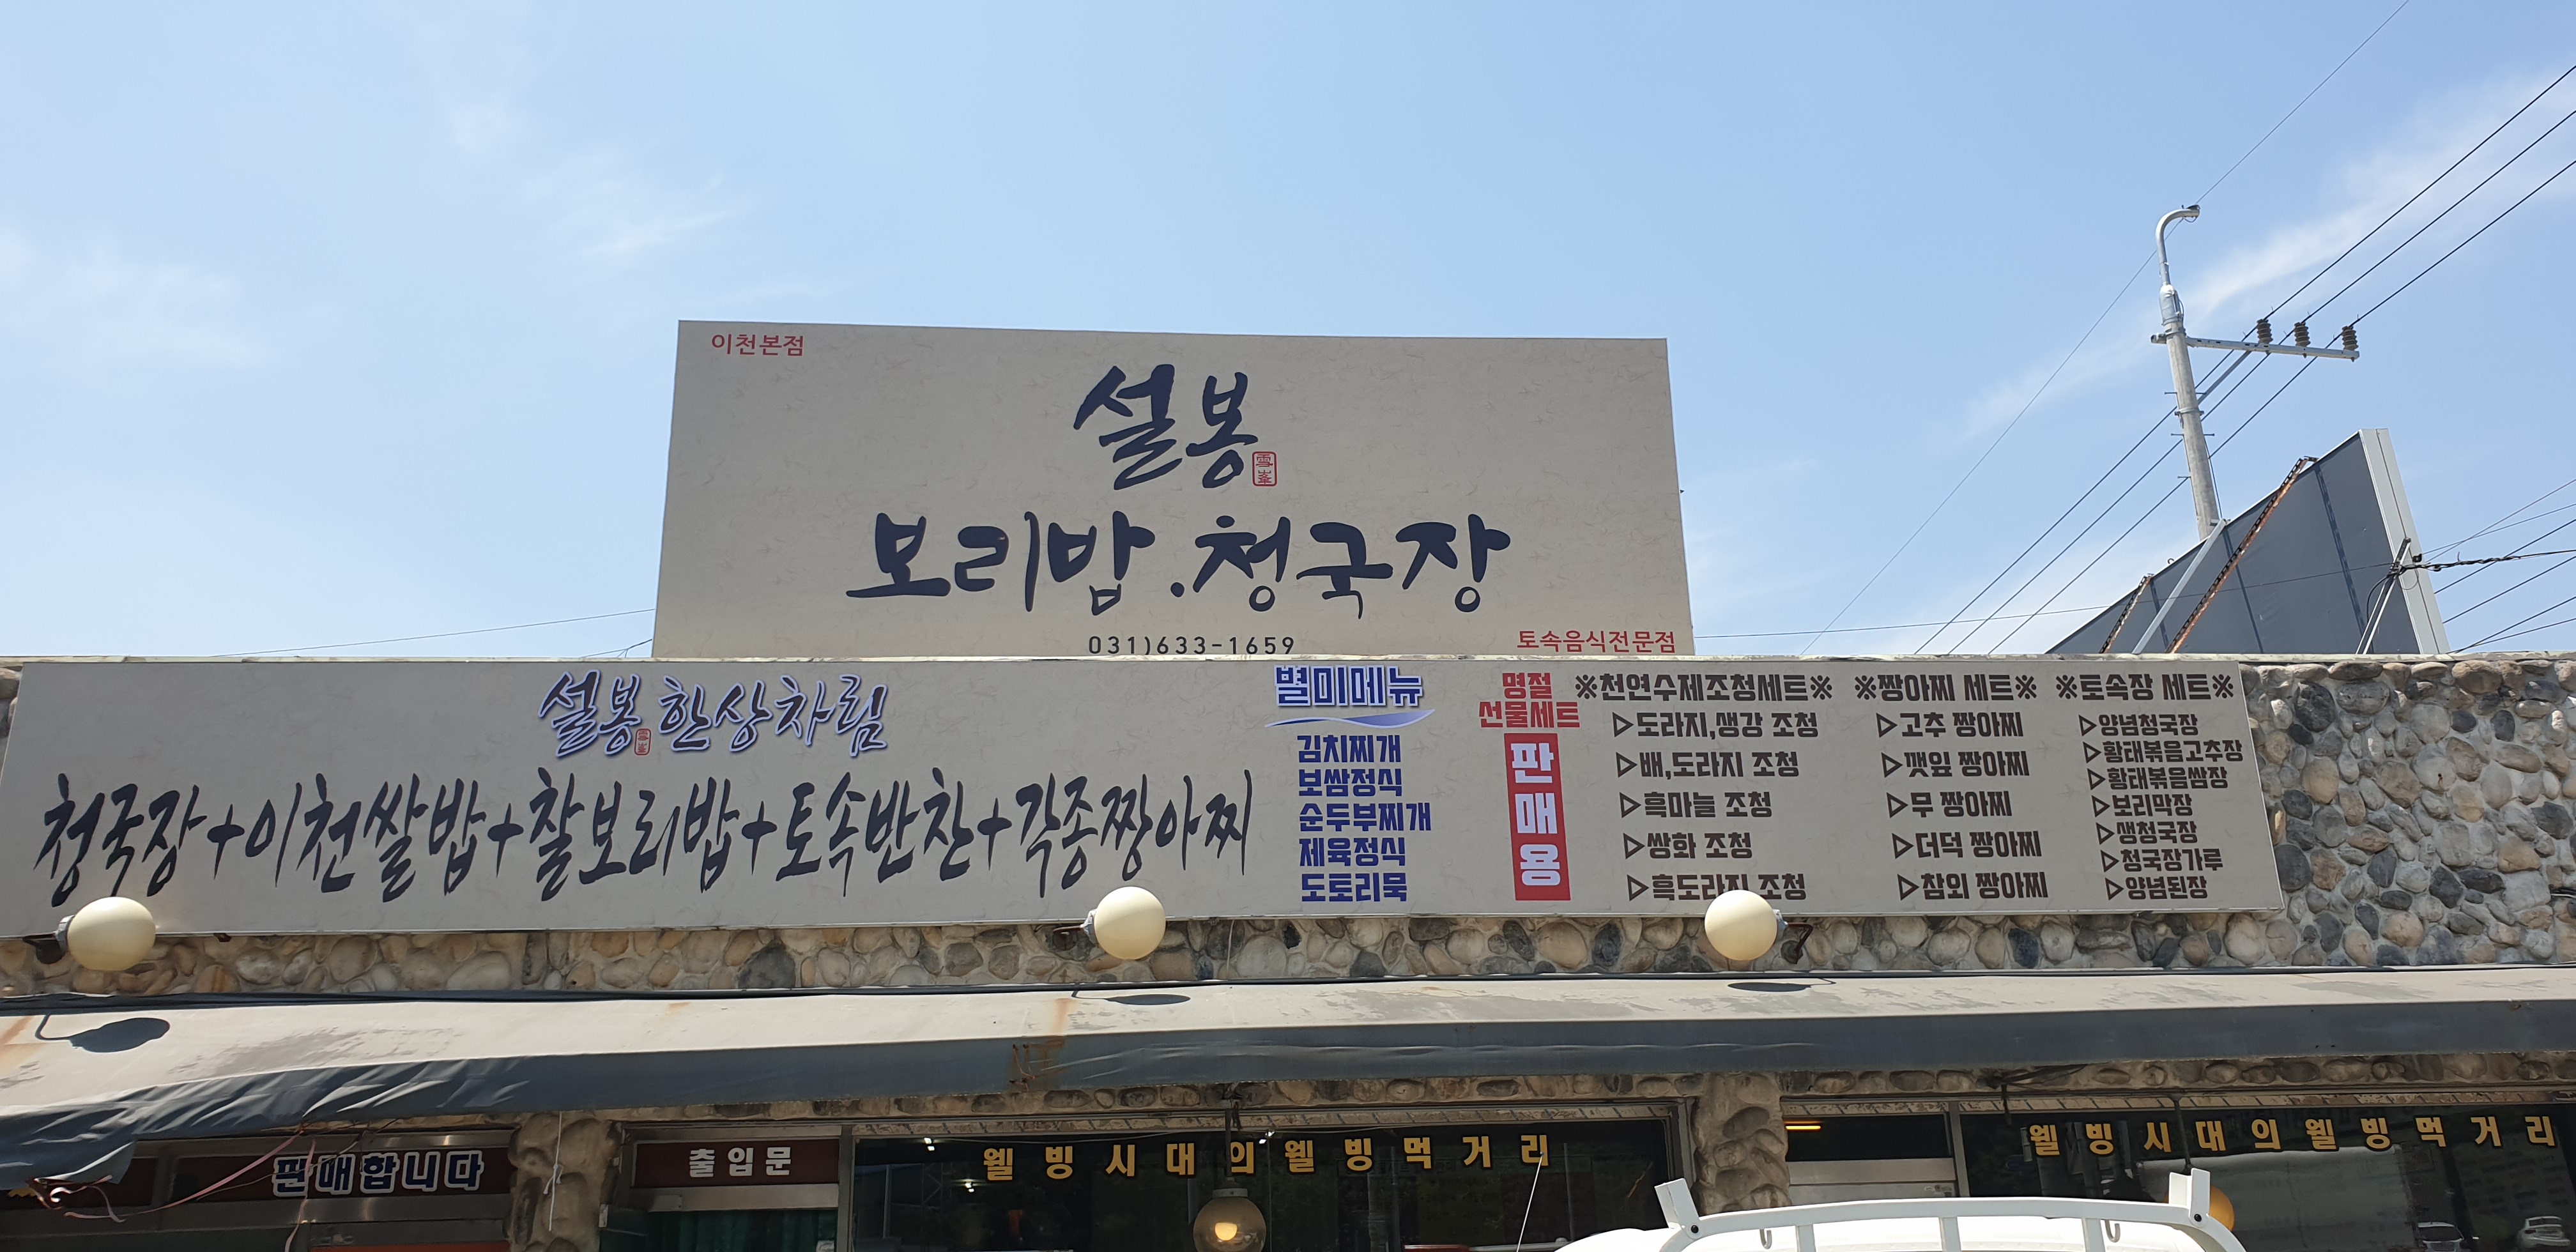 이천본점
설봉
雪峯
보리밥.청국장
031)633-1659
토속음식전문점
설봉 한상차림
청국장+이천쌀밥+찰보리밥+토속반찬+각종짱아찌
별미메뉴
김치찌개
보쌈정식
순두부찌개
제육정식
도토리묵
명절
선물세트
판매용
※천연수제조청세트※
▷도라지,생강 조청
▷배,도라지 조청
▷흑마늘 조청
▷쌍화 조청
▷흑도라지 조청
※짱아찌 세트※
▷고추 짱아찌
▷깻잎 짱아찌
▷무 짱아찌
▷더덕 짱아찌
▷참외 짱아찌
※토속장 세트※
▷양념청국장
▷황태볶음고추장
▷황태볶음쌈장
▷보리막장
▷생청국장
▷청국장가루
▷양념된장
판매합니다
출입문
웰빙시대의웰빙먹거리
웰빙시대의웰빙먹거리